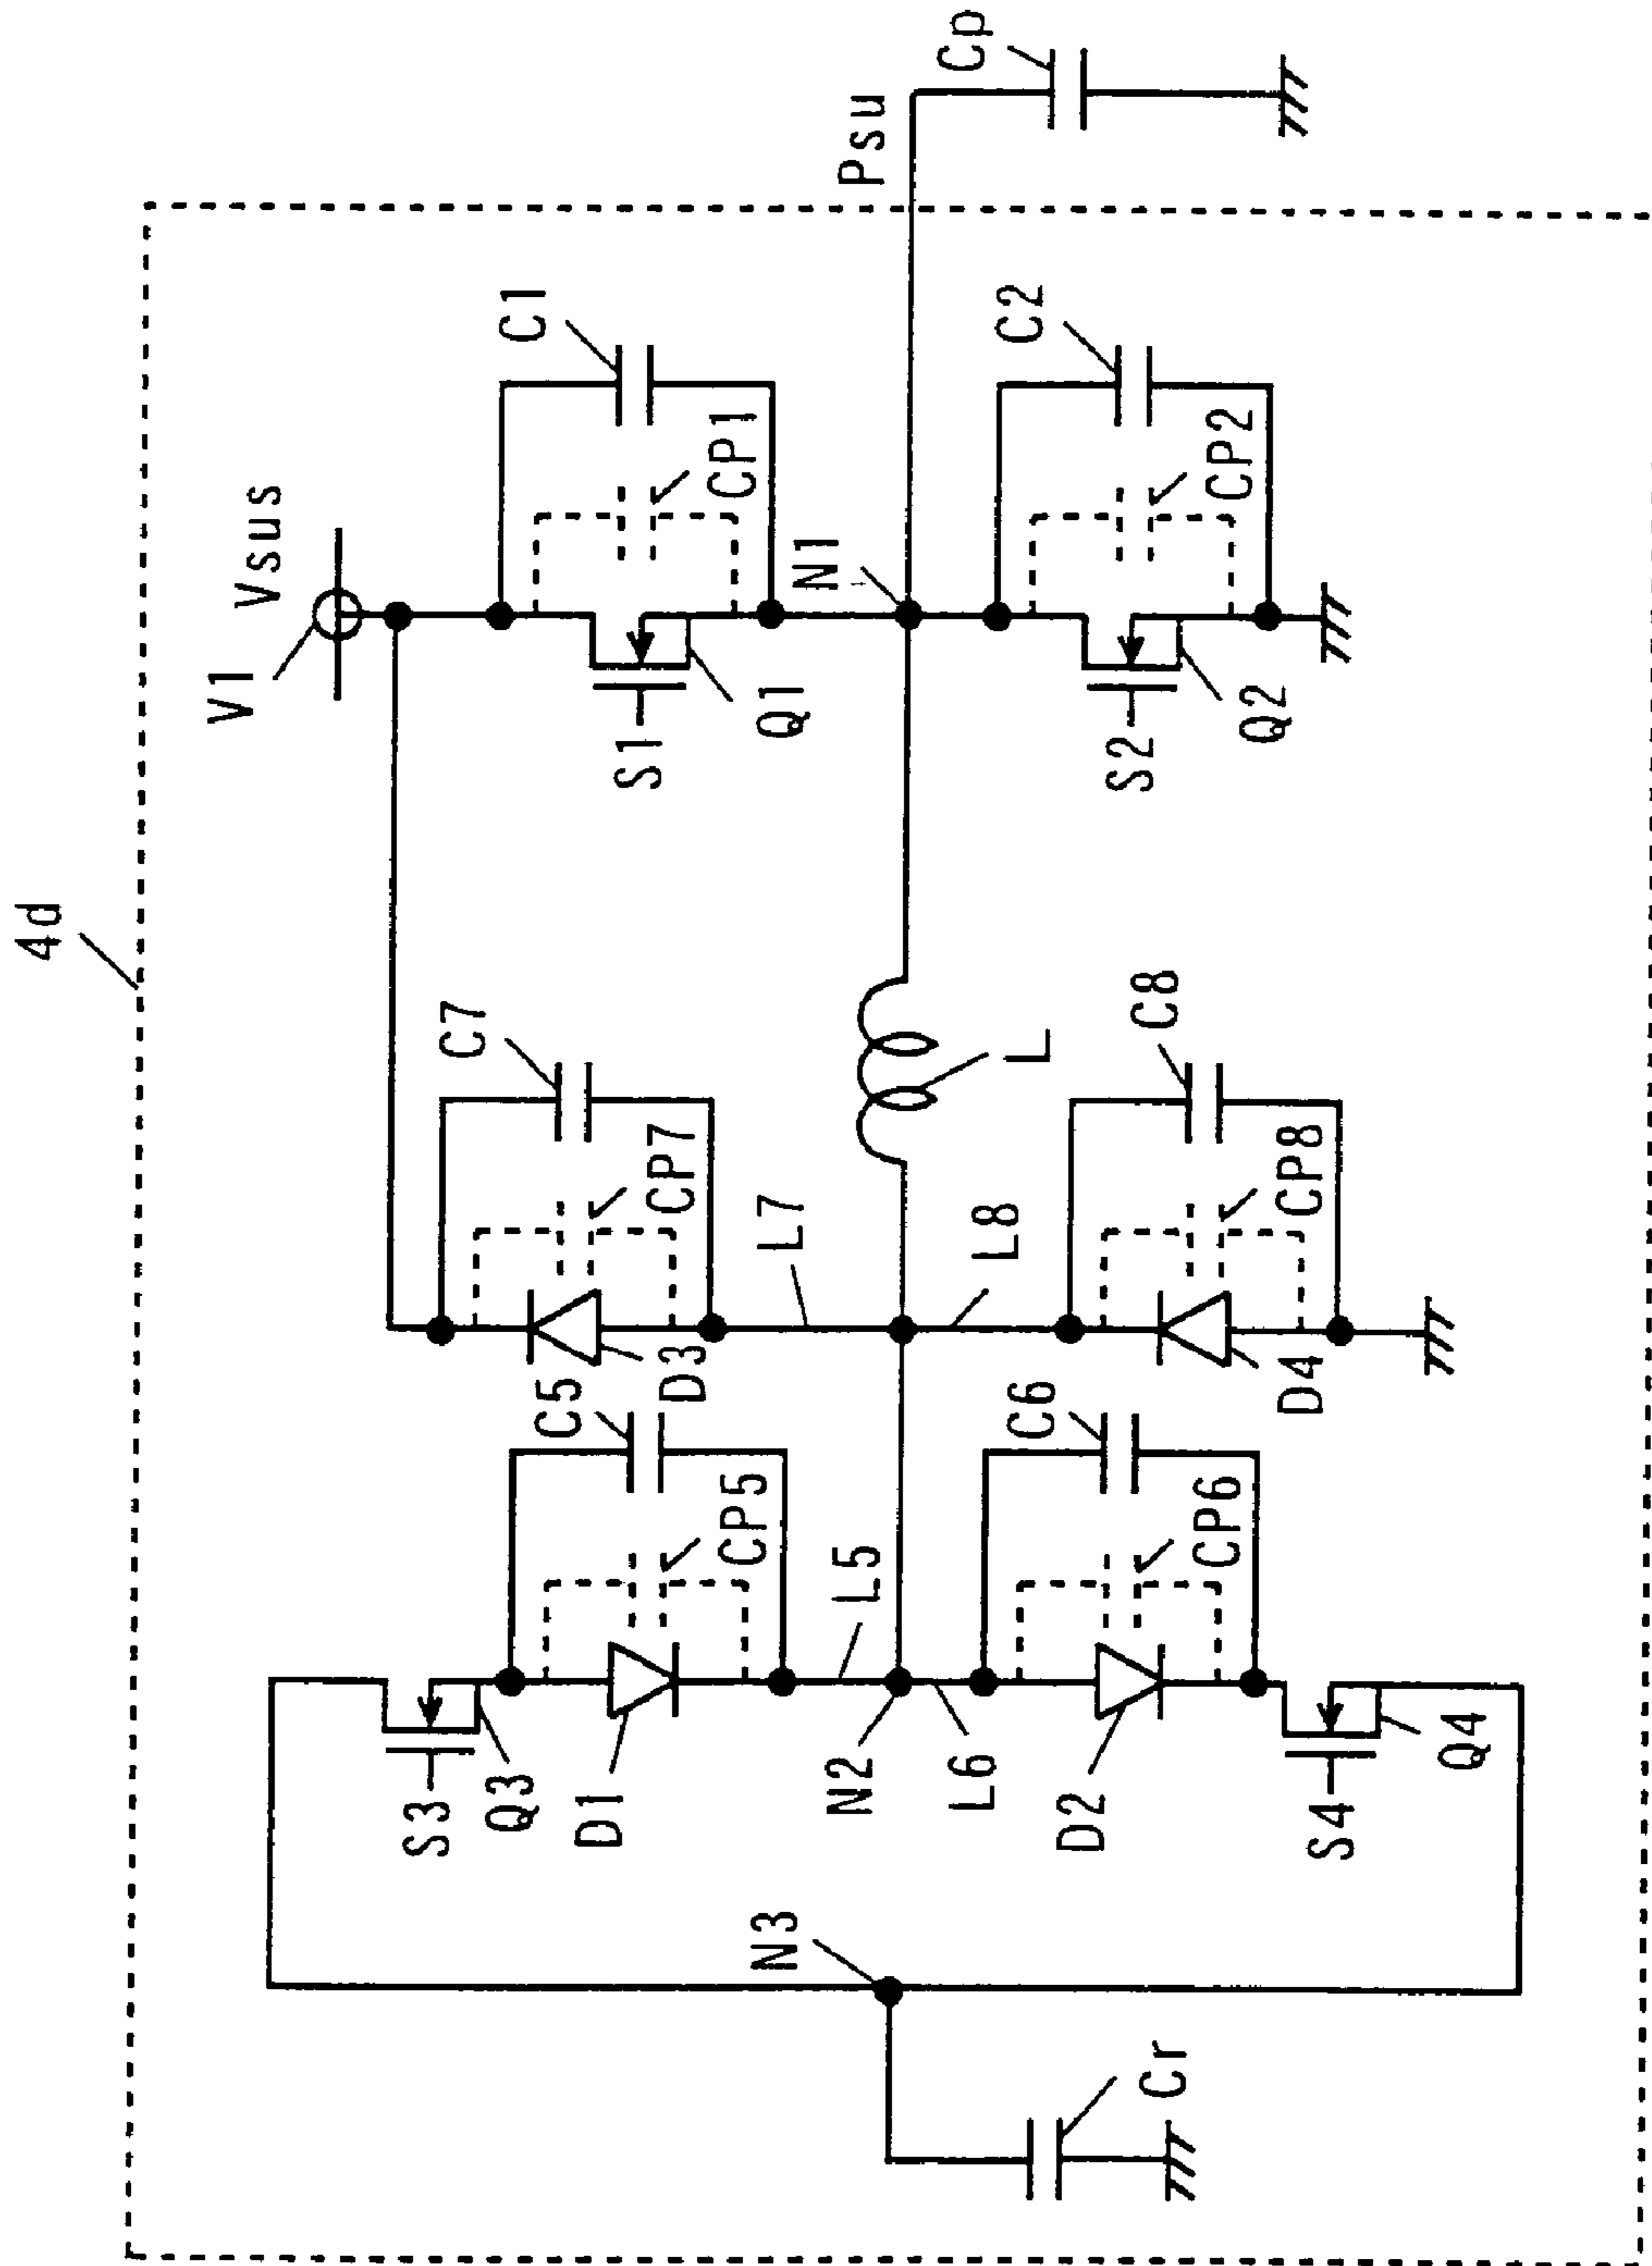 4d
V1
Vsus
C7
C1
S3
Q3
C5
D3
CP7
S1
CP1
Q1
D1
CP5
L7
N3
N2
L5
N1
Psu
Cp
L6
L8
L
C6
C8
C2
D2
CP6
CP8
S2
CP2
Cr
S4
Q4
D4
Q2